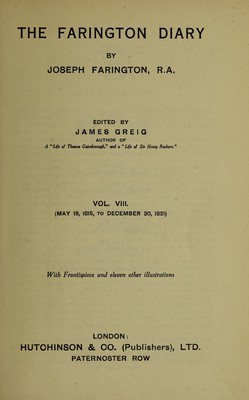 THE FARINGTON DIARY
BY
JOSEPH FARINGTON, R.A.
EDITED BY
JAMES GREIG
AUTHOR OF
A "Life of Thomas Gainsborough," and a "Life of Sir Henry Raeburn"
VOL. VIII.
(MAY 19, 1815, TO DECEMBER 30, 1821)
With Frontispiece and eleven other illustrations
LONDON:
HUTCHINSON & CO. (Publishers), LTD.
PATERNOSTER ROW